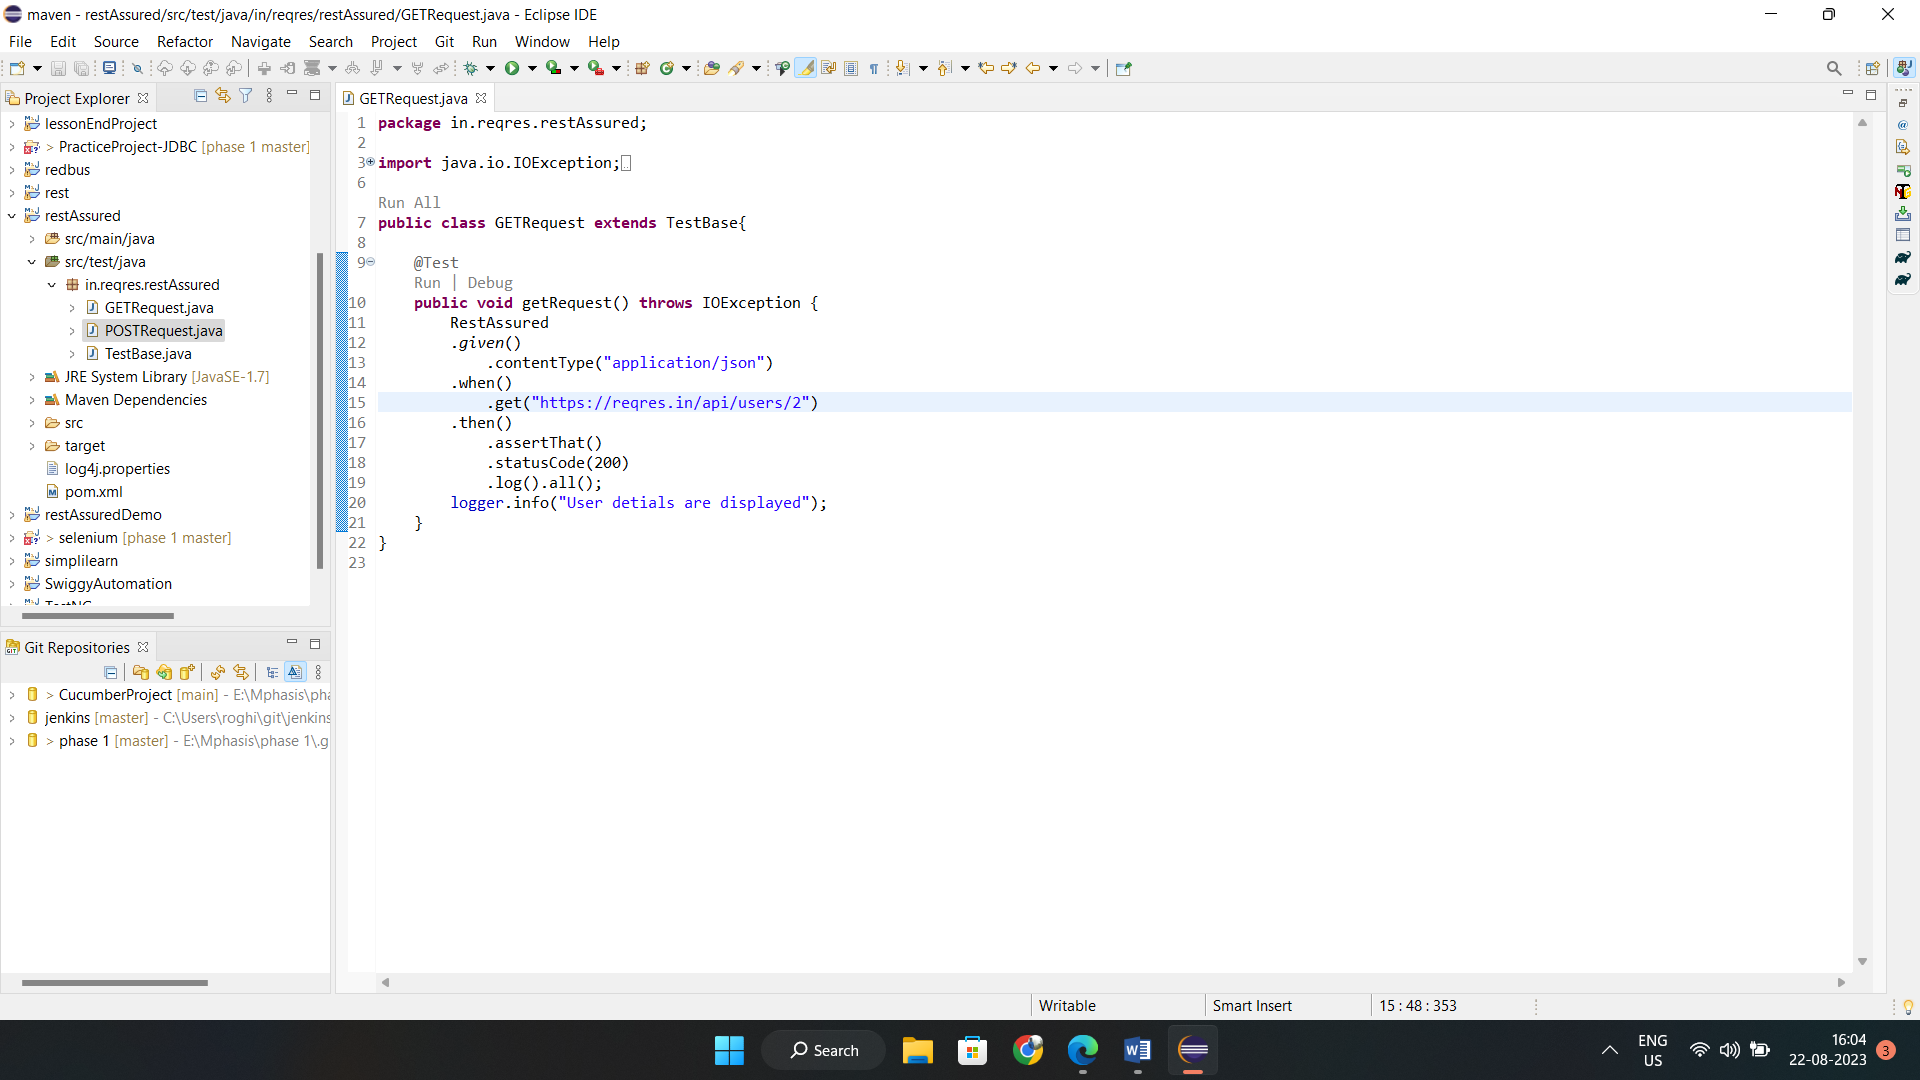 maven - restAssured/src/test/java/in/reqres/restAssured/GETRequest.java - Eclipse IDE
File Edit Source Refactor Navigate Search Project Git Run Window Help
Project Explorer
lessonEndProject
> PracticeProject-JDBC [phase 1 master]
redbus
rest
restAssured
src/main/java
src/test/java
in.reqres.restAssured
GETRequest.java
POSTRequest.java
TestBase.java
JRE System Library [JavaSE-1.7]
Maven Dependencies
src
target
log4j.properties
pom.xml
restAssuredDemo
> selenium [phase 1 master]
simplilearn
SwiggyAutomation
TestNG
Git Repositories
> CucumberProject [main] - E:\Mphasis\pha
jenkins [master] - C:\Users\roghi\git\jenkins
> phase 1 [master] - E:\Mphasis\phase 1\.g
GETRequest.java
1 package in.reqres.restAssured;
2
3 import java.io.IOException;
6
Run All
7 public class GETRequest extends TestBase{
8
9 @Test
Run | Debug
10 public void getRequest() throws IOException {
11 RestAssured
12 .given()
13 .contentType("application/json")
14 .when()
15 .get("https://reqres.in/api/users/2")
16 .then()
17 .assertThat()
18 .statusCode(200)
19 .log().all();
20 logger.info("User detials are displayed");
21 }
22 }
23
Writable Smart Insert 15 : 48 : 353
Search
ENG
US
16:04
22-08-2023
3